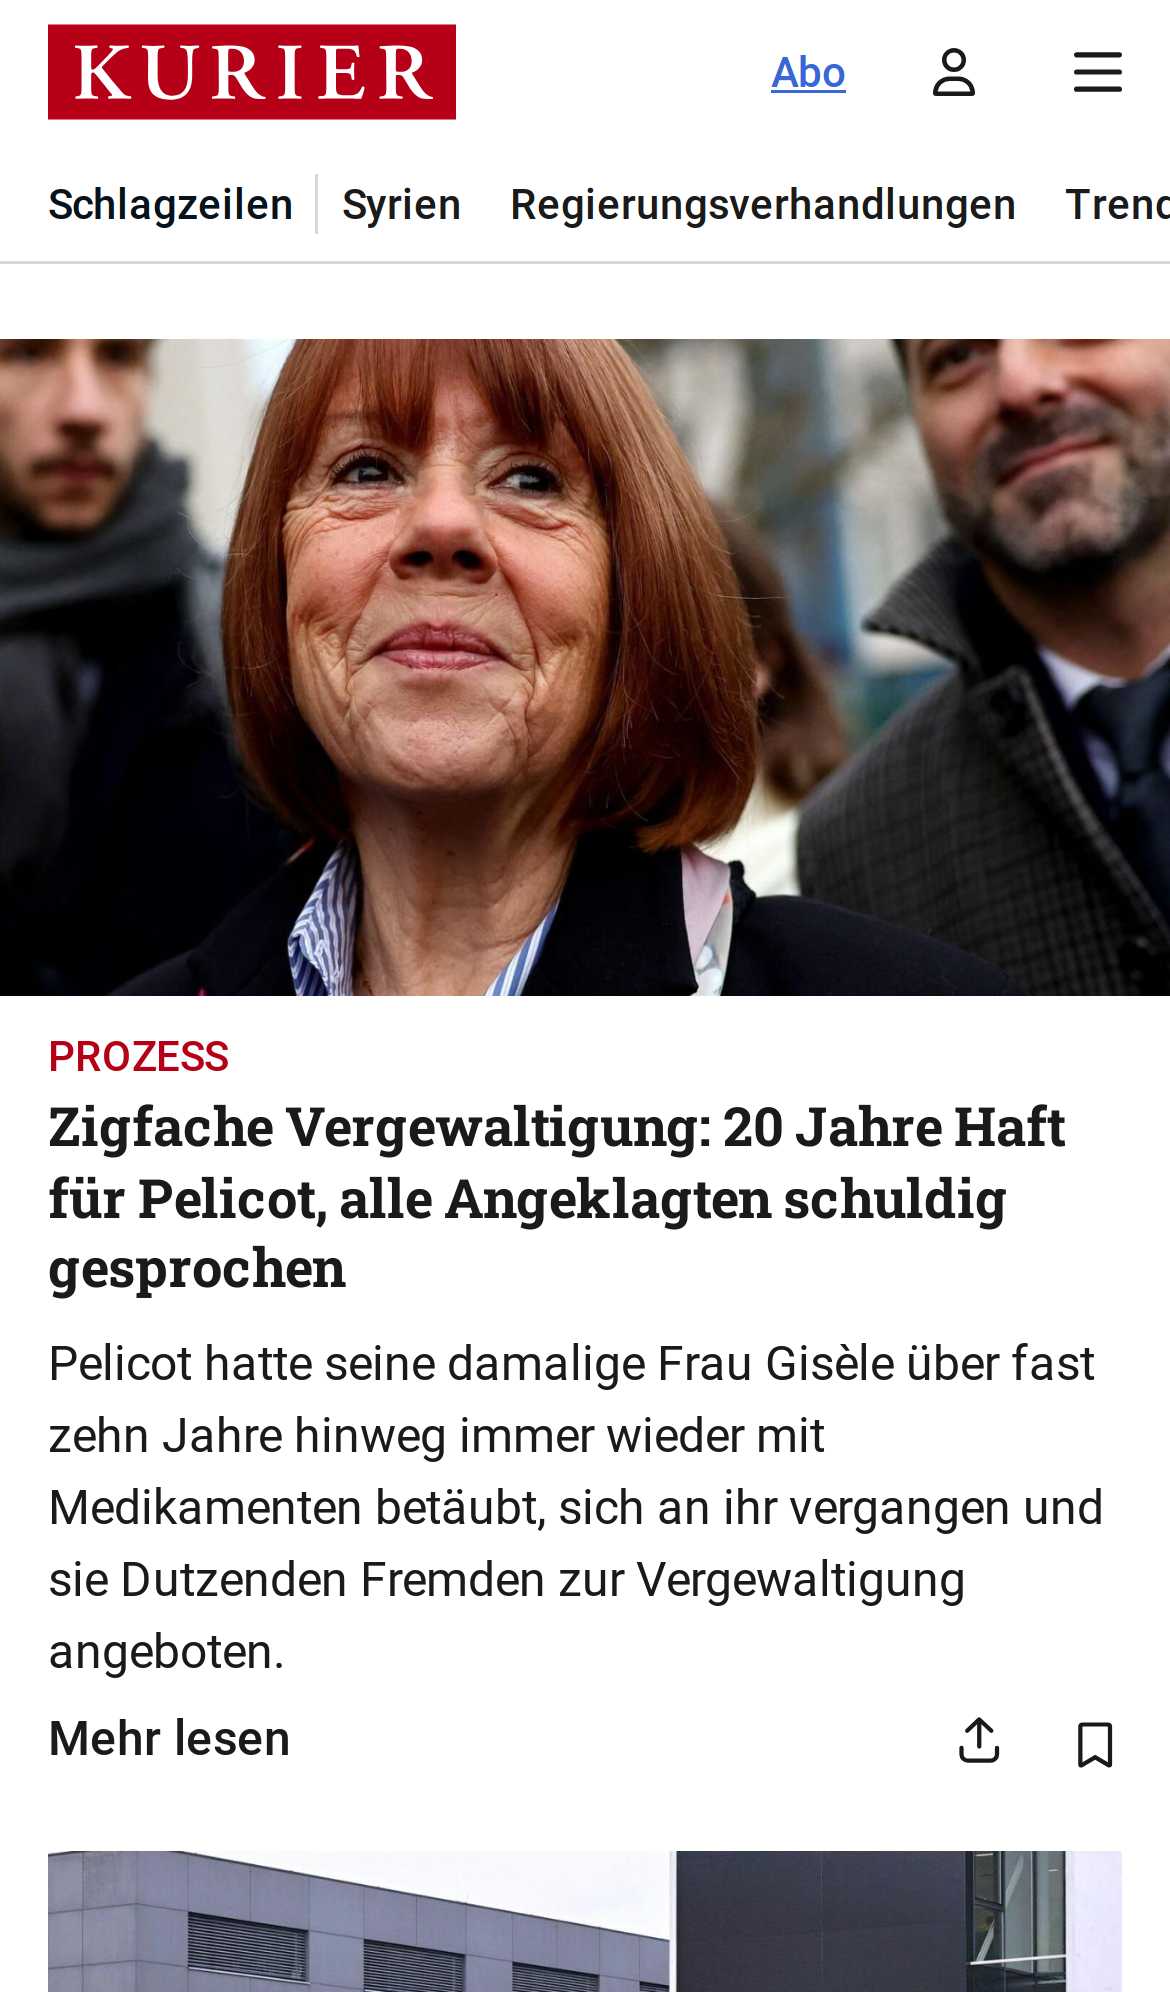 KURIER
Abo
Schlagzeilen
Syrien
Regierungsverhandlungen
Trend
PROZESS
Zigfache Vergewaltigung: 20 Jahre Haft
für Pelicot, alle Angeklagten schuldig
gesprochen
Pelicot hatte seine damalige Frau Gisèle über fast
zehn Jahre hinweg immer wieder mit
Medikamenten betäubt, sich an ihr vergangen und
sie Dutzenden Fremden zur Vergewaltigung
angeboten.
Mehr lesen